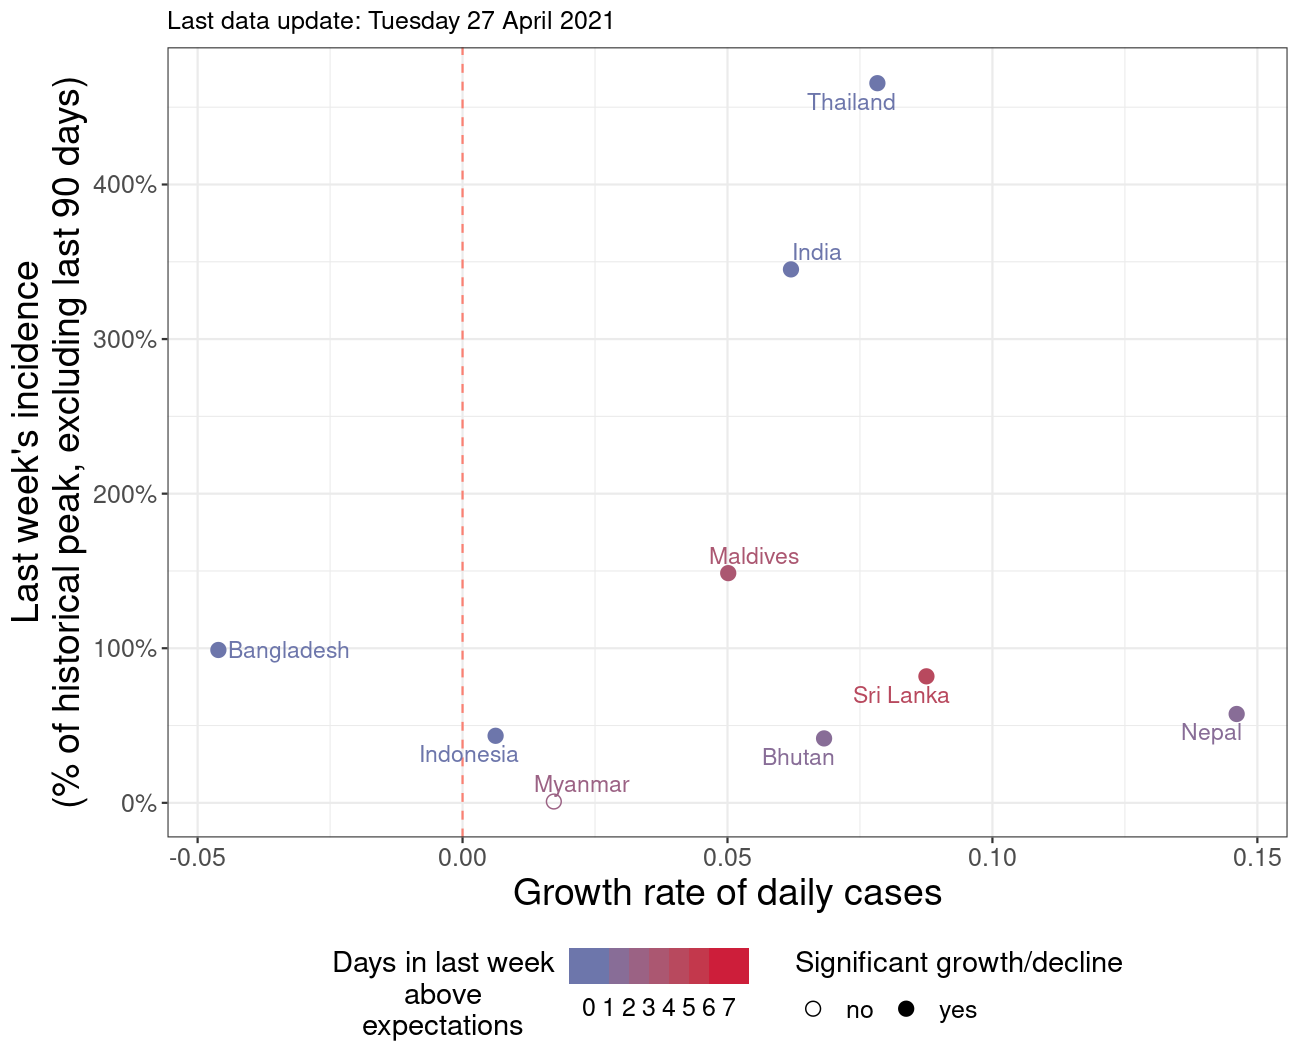 Last data update: Tuesday 27 April 2021
Last week's incidence
(% of historical peak, excluding last 90 days)
400%
300%
200%
100%
0%
Thailand
India
Maldives
Bangladesh
Sri Lanka
Nepal
Indonesia
Bhutan
Myanmar
-0.05 0.00 0.05 0.10 0.15
Growth rate of daily cases
Days in last week
above
expectations
0 1 2 3 4 5 6 7
Significant growth/decline
no yes